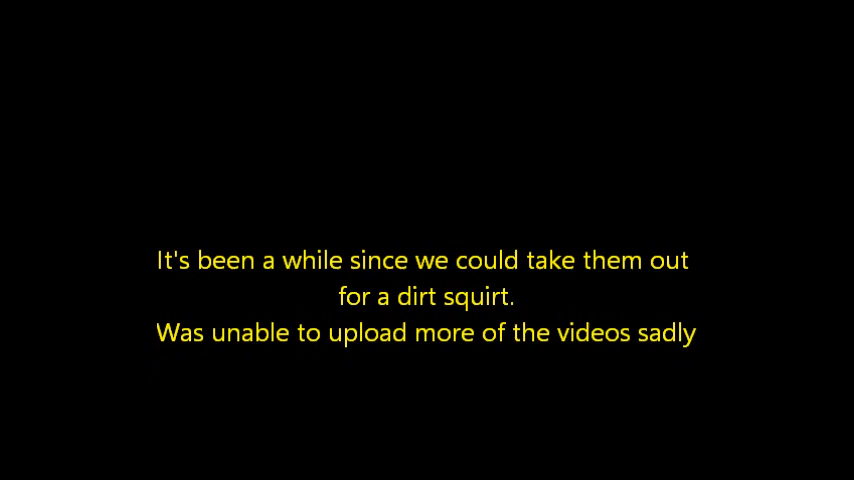 It's been a while since we could take them out
for a dirt squirt.
Was unable to upload more of the videos sadly